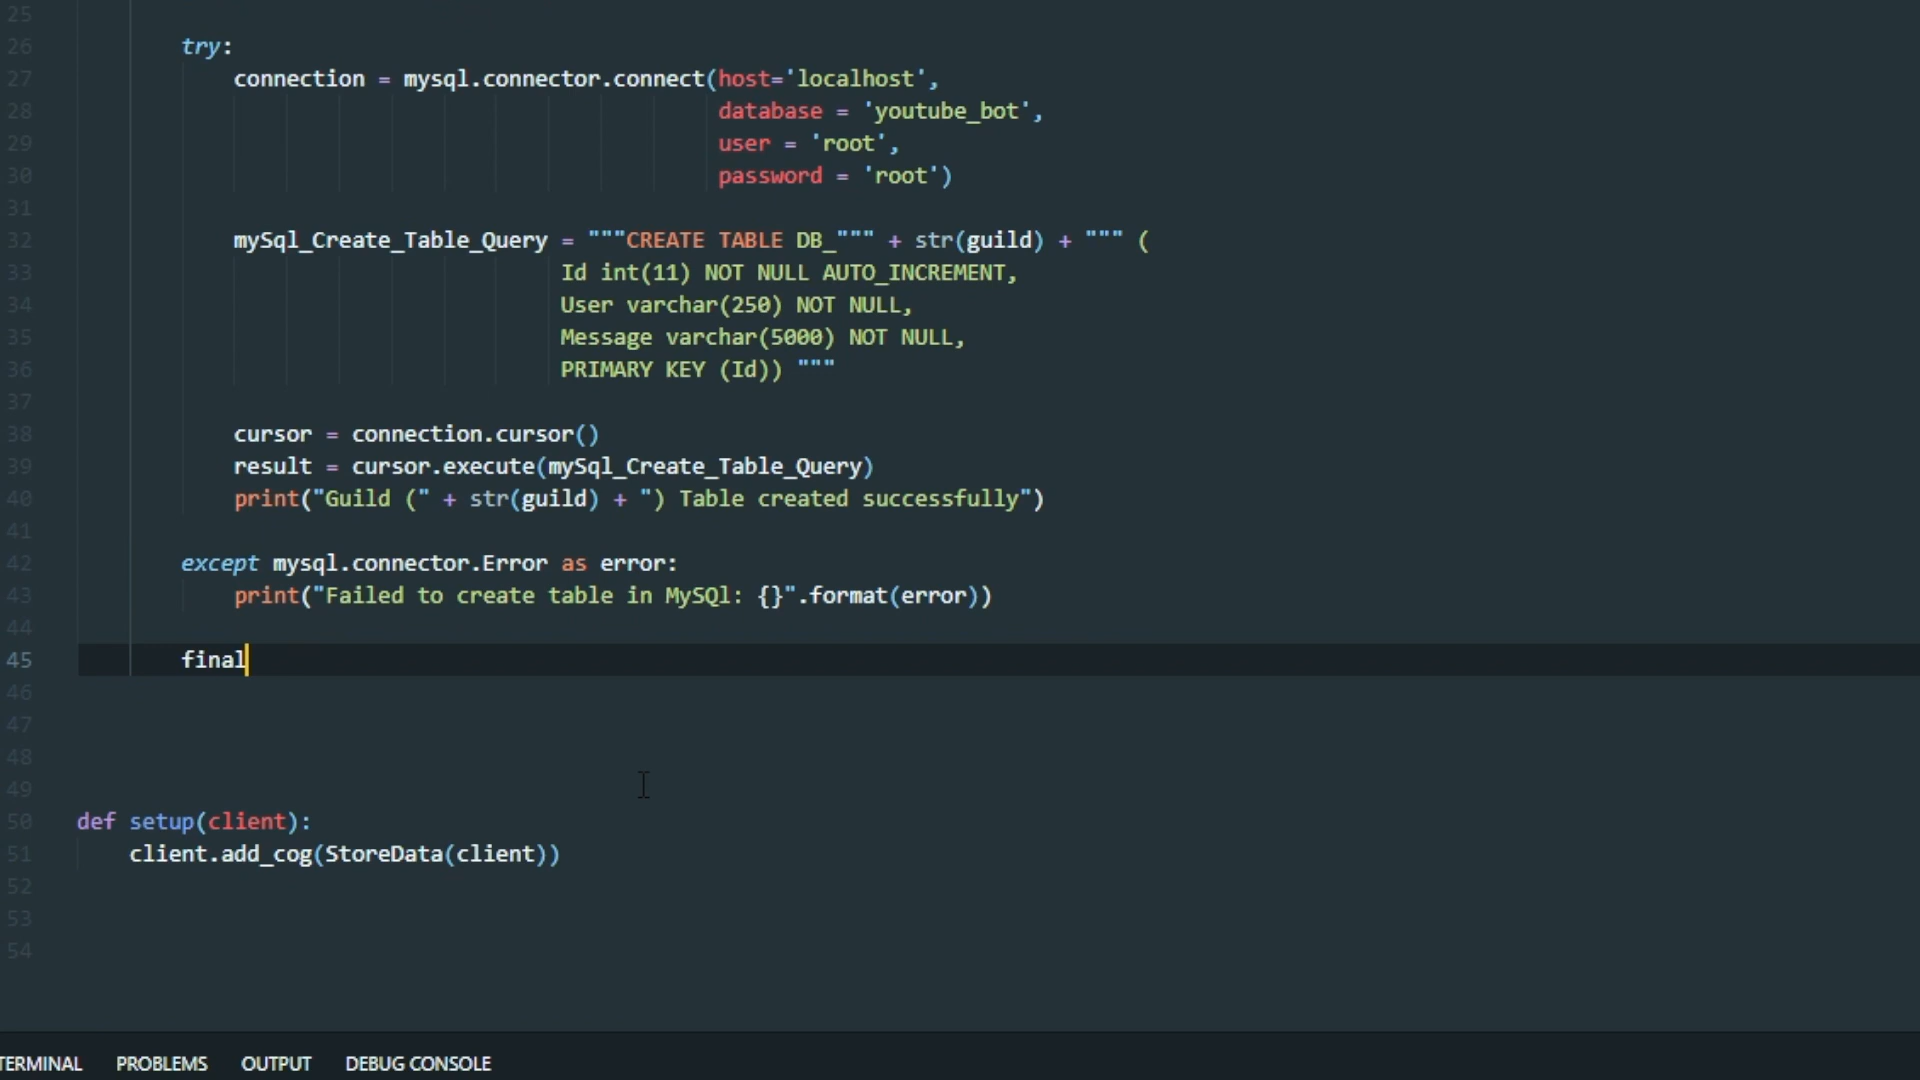 25
26 try:
27 connection = mysql.connector.connect(host='localhost',
28 database = 'youtube_bot',
29 user = 'root',
30 password = 'root')
31
32 mySql_Create_Table_Query = """CREATE TABLE DB_""" + str(guild) + """ (
33 Id int(11) NOT NULL AUTO_INCREMENT,
34 User varchar(250) NOT NULL,
35 Message varchar(5000) NOT NULL,
36 PRIMARY KEY (Id)) """
37
38 cursor = connection.cursor()
39 result = cursor.execute(mySql_Create_Table_Query)
40 print("Guild (" + str(guild) + ") Table created successfully")
41
42 except mysql.connector.Error as error:
43 print("Failed to create table in MySQl: {}".format(error))
44
45 final
46
47
48
49
50 def setup(client):
51 client.add_cog(StoreData(client))
52
53
54
TERMINAL PROBLEMS OUTPUT DEBUG CONSOLE